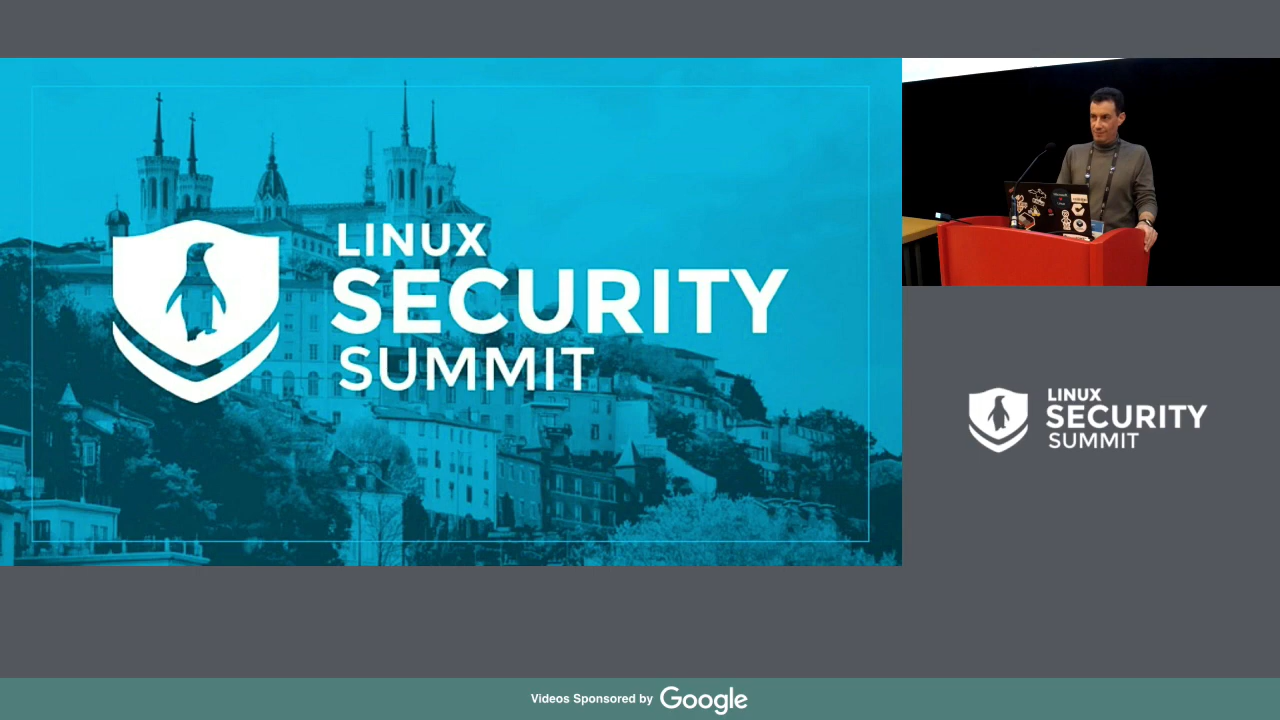 LINUX
SECURITY
SUMMIT
LINUX
SECURITY
SUMMIT
Videos Sponsored by Google